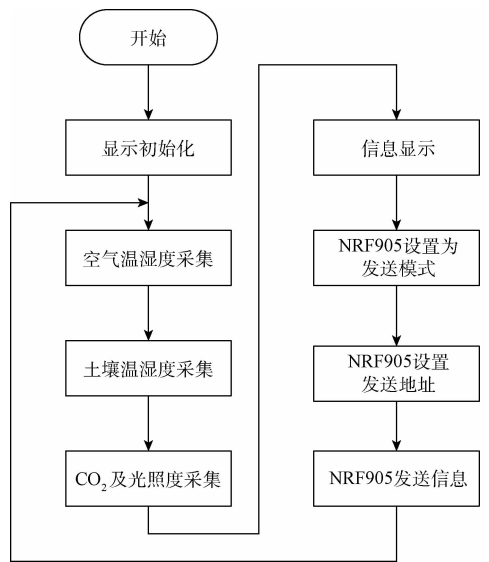 开始
显示初始化
空气温湿度采集
土壤温湿度采集
CO₂及光照度采集
信息显示
NRF905设置为
发送模式
NRF905设置
发送地址
NRF905发送信息